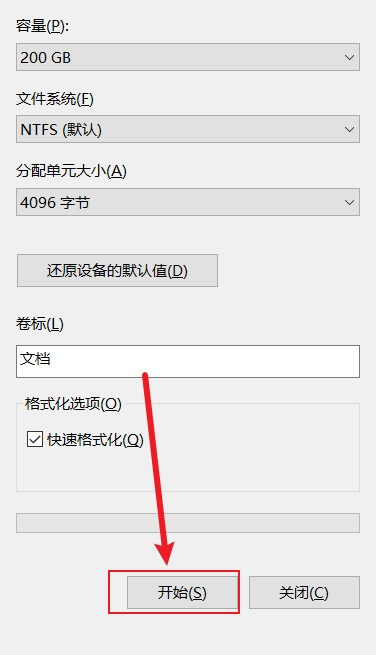 容量(P):
200 GB
文件系统(F)
NTFS (默认)
分配单元大小(A)
4096 字节
还原设备的默认值(D)
卷标(L)
文档
格式化选项(O)
快速格式化(Q)
开始(S)
关闭(C)